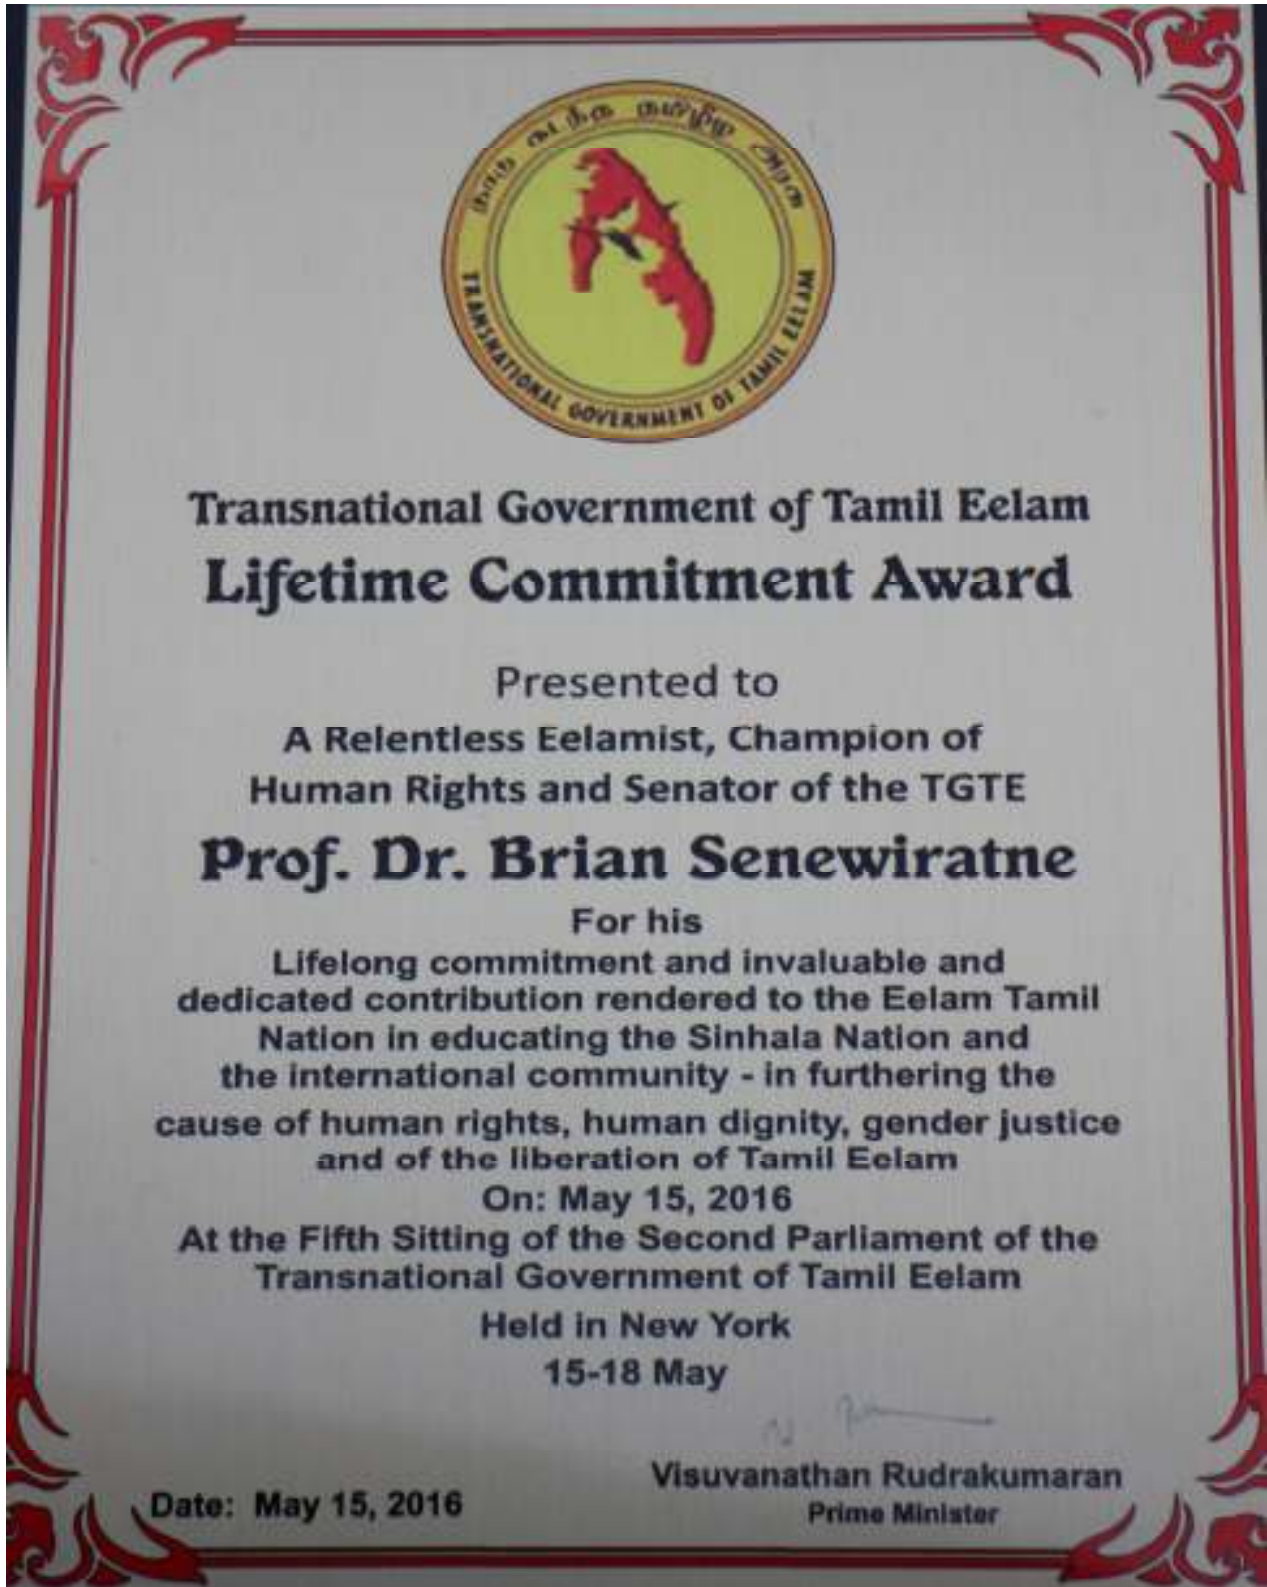 நாடு கடந்த தமிழீழ அரசு
TRANSNATIONAL GOVERNMENT OF TAMIL EELAM
Transnational Government of Tamil Eelam
Lifetime Commitment Award
Presented to
A Relentless Eelamist, Champion of
Human Rights and Senator of the TGTE
Prof. Dr. Brian Senewiratne
For his
Lifelong commitment and invaluable and
dedicated contribution rendered to the Eelam Tamil
Nation in educating the Sinhala Nation and
the international community - in furthering the
cause of human rights, human dignity, gender justice
and of the liberation of Tamil Eelam
On: May 15, 2016
At the Fifth Sitting of the Second Parliament of the
Transnational Government of Tamil Eelam
Held in New York
15-18 May
Visuvanathan Rudrakumaran
Prime Minister
Date: May 15, 2016